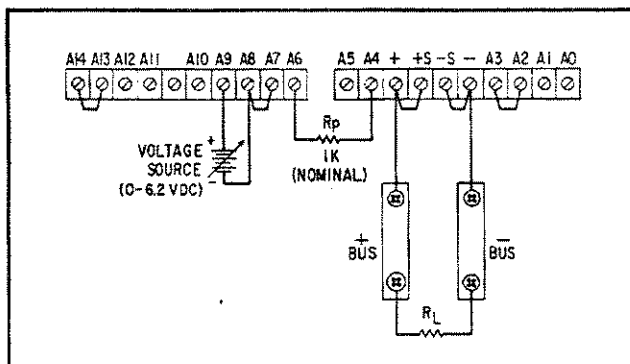 A14 A13 A12 A11 A10 A9 A8 A7 A6 A5 A4 + +S -S - A3 A2 A1 A0
Rp
1K
(NOMINAL)
+
VOLTAGE
SOURCE
(0-6.2 VDC) -
+
BUS
-
BUS
RL